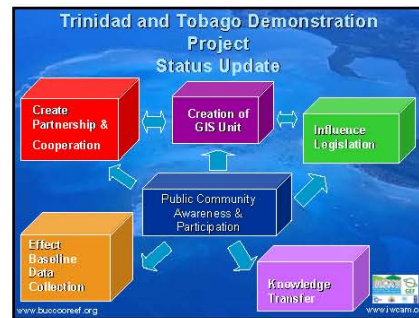 Trinidad and Tobago Demonstration
Project
Status Update
Create
Partnership &
Cooperation
Creation of
GIS Unit
Influence
Legislation
Public Community
Awareness &
Participation
Effect
Baseline
Data
Collection
Knowledge
Transfer
GEF
www.buccooreef.org
www.iwcam.o